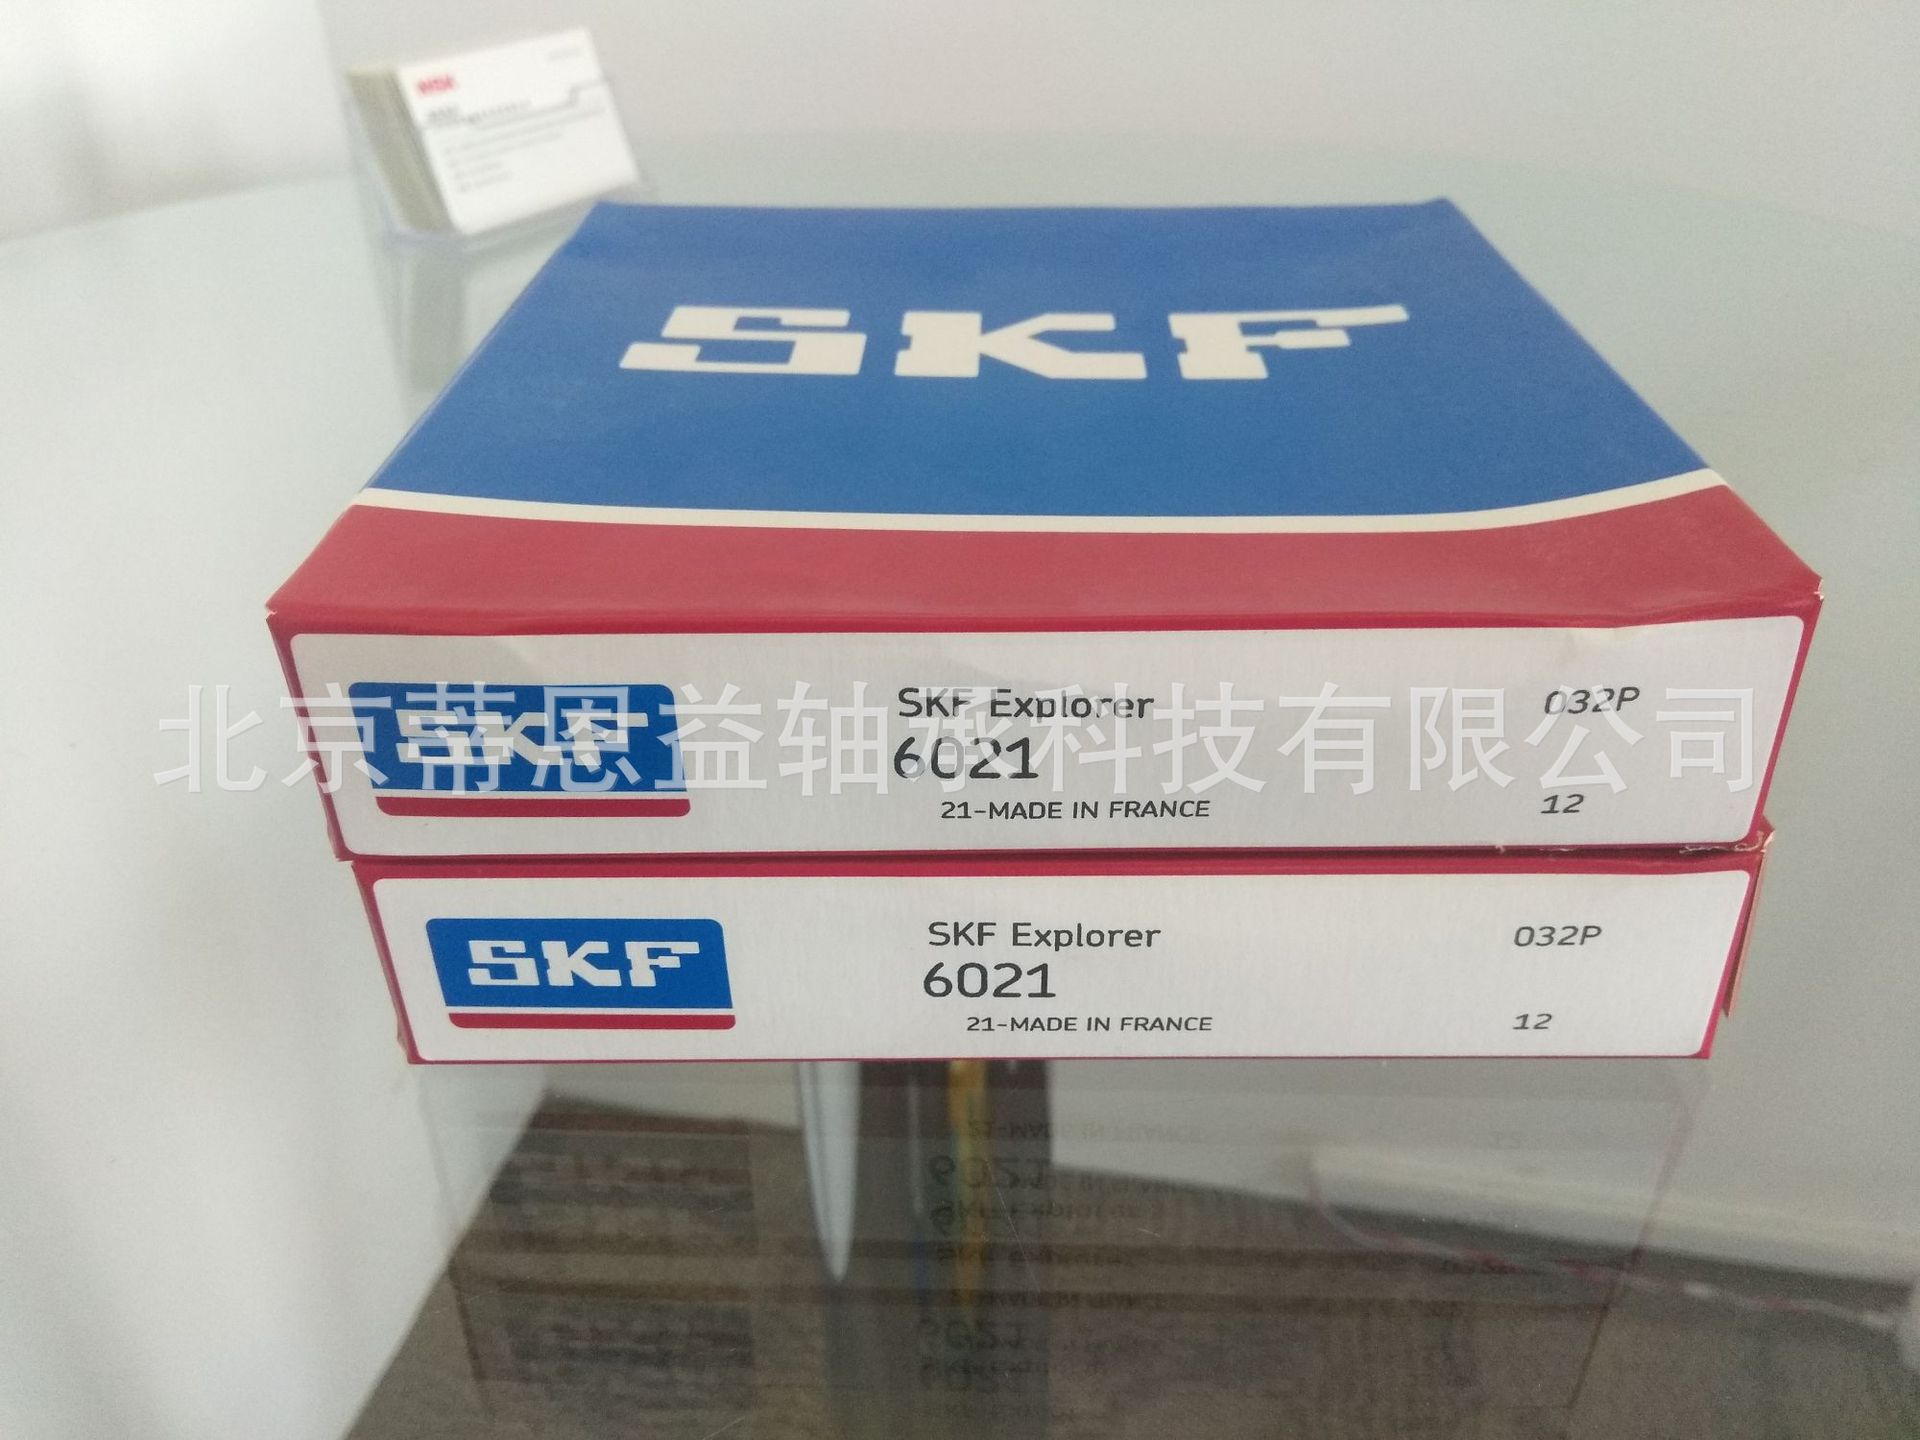 NSK
SKF
SKF
SKF Explorer
032P
6021
21-MADE IN FRANCE
12
北京蒂恩益轴承科技有限公司
SKF
SKF Explorer
032P
6021
21-MADE IN FRANCE
12